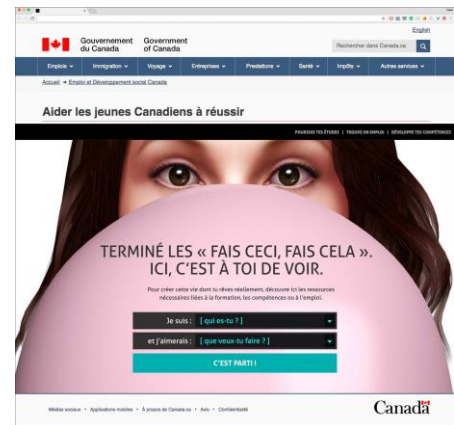 English
Gouvernement Government
du Canada of Canada
Rechercher dans Canada.ca
Emplois Immigration Voyage Entreprises Prestations Santé Impôts Autres services
Accueil → Emploi et Développement social Canada
Aider les jeunes Canadiens à réussir
POURSUIS TES ÉTUDES | TROUVE UN EMPLOI | DÉVELOPPE TES COMPÉTENCES
TERMINÉ LES « FAIS CECI, FAIS CELA ».
ICI, C'EST À TOI DE VOIR.
Pour créer cette vie dont tu rêves réellement, découvre ici les ressources
nécessaires liées à la formation, les compétences ou à l'emploi.
Je suis : [ qui es-tu ? ]
et j'aimerais : [ que veux-tu faire ? ]
C'EST PARTI !
Médias sociaux • Applications mobiles • À propos de Canada.ca • Avis • Confidentialité
Canada